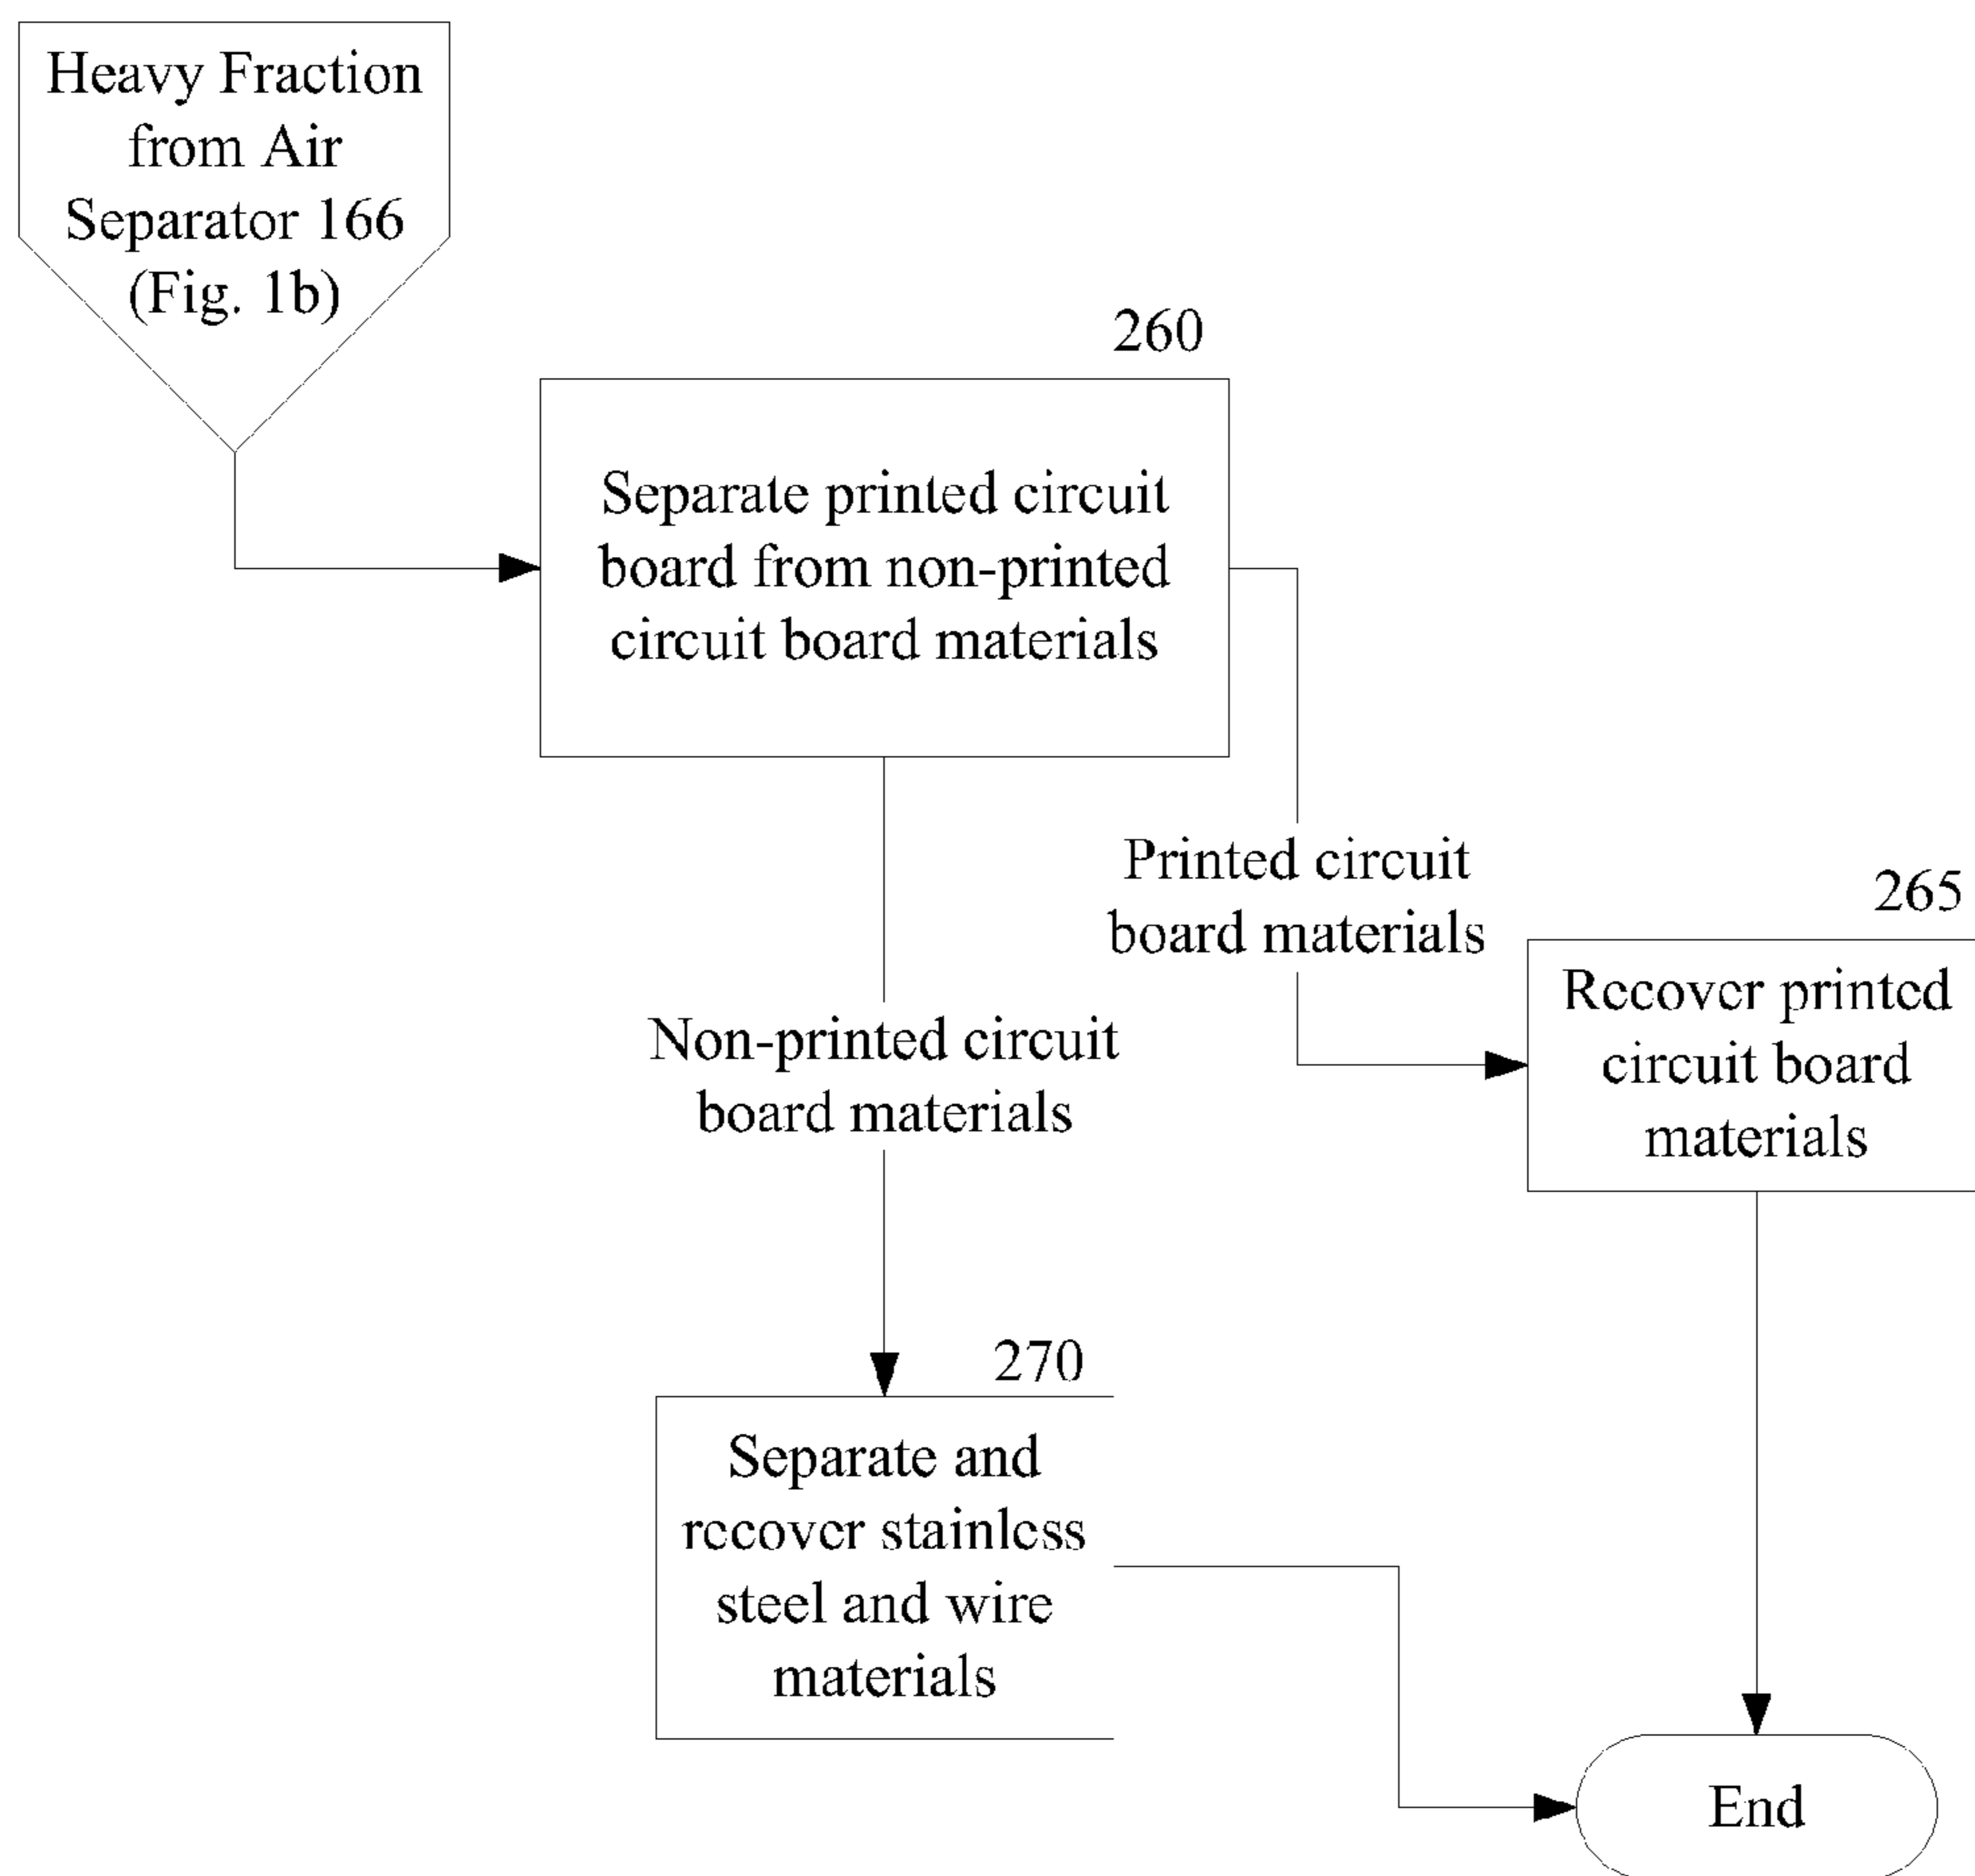 Heavy Fraction
from Air
Separator 166
(Fig. 1b)
260
Separate printed circuit
board from non-printed
circuit board materials
Printed circuit
board materials
265
Recover printed
circuit board
materials
Non-printed circuit
board materials
270
Separate and
recover stainless
steel and wire
materials
End